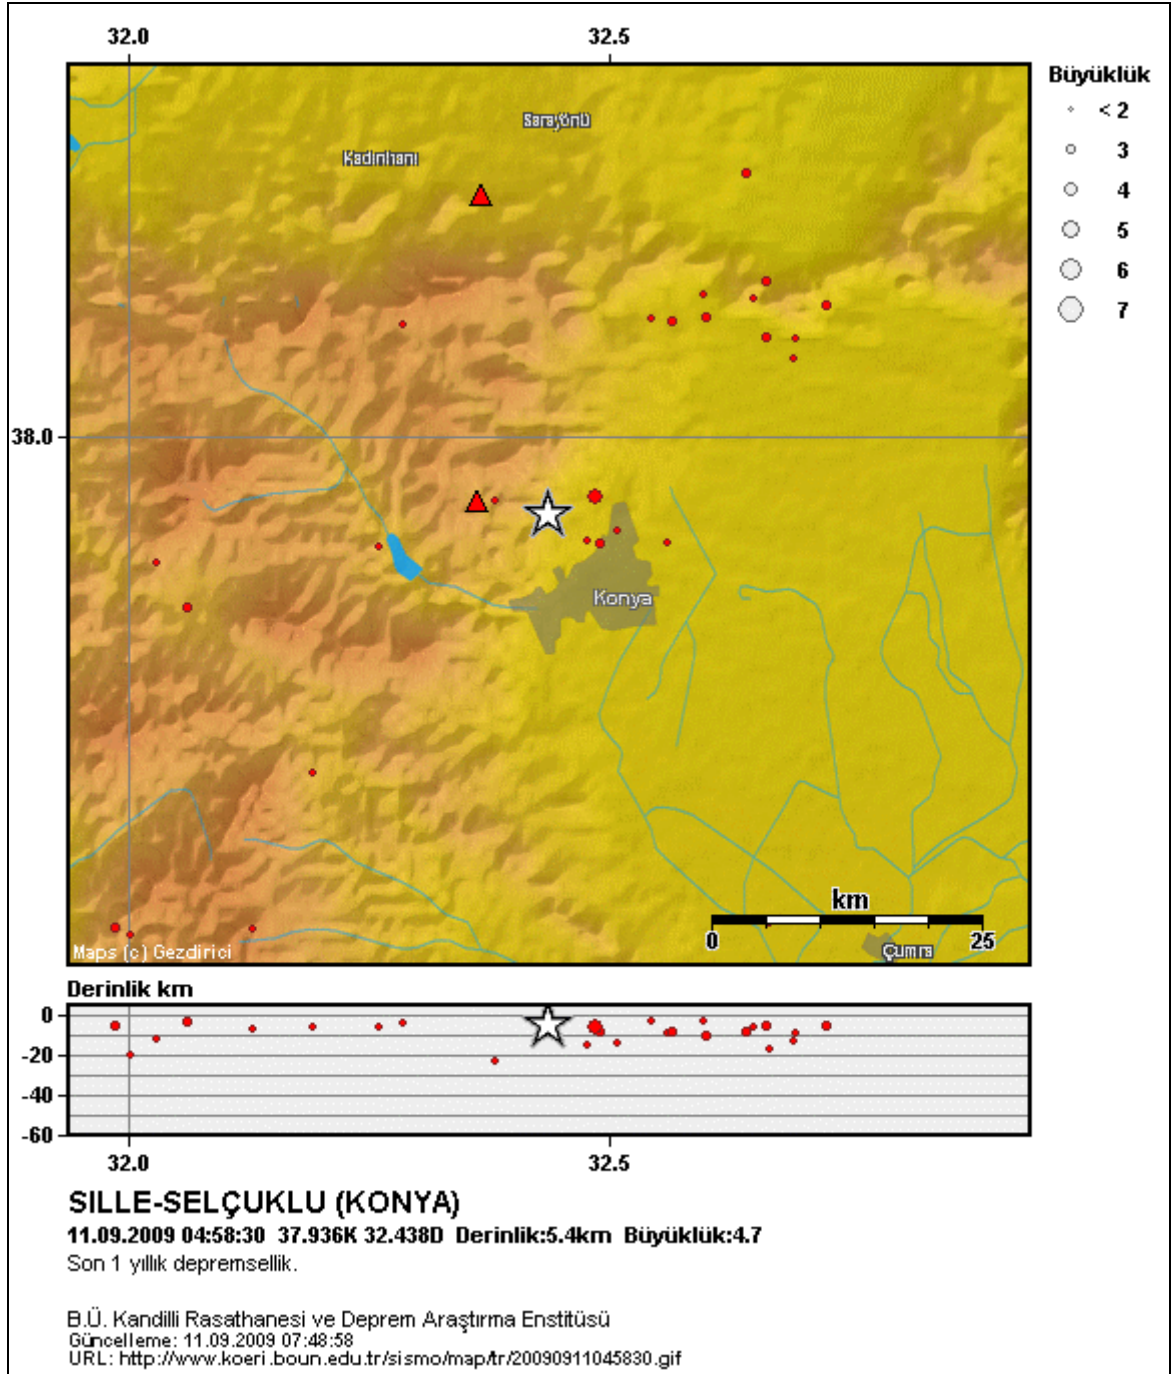 32.0 32.5
Büyüklük
< 2
3
4
5
6
7
Sarayönü
Kadınhanı
38.0
Konya
km
0 25
Çumra
Maps (c) Gezdirici
Derinlik km
0
-20
-40
-60
32.0 32.5
SILLE-SELÇUKLU (KONYA)
11.09.2009 04:58:30 37.936K 32.438D Derinlik:5.4km Büyüklük:4.7
Son 1 yıllık depremsellik.
B.Ü. Kandilli Rasathanesi ve Deprem Araştırma Enstitüsü
Güncelleme: 11.09.2009 07:48:58
URL: http://www.koeri.boun.edu.tr/sismo/map/tr/20090911045830.gif